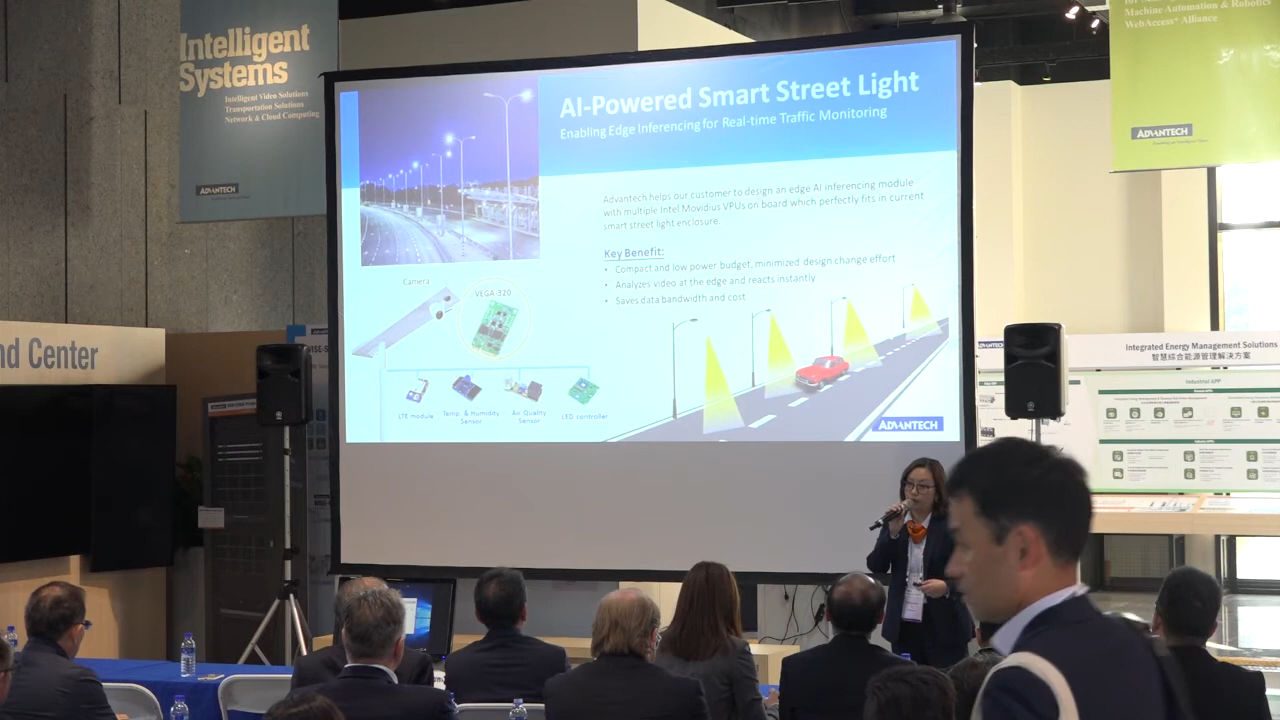 Intelligent
Systems
Intelligent Video Solutions
Transportation Solutions
Network & Cloud Computing
ADVANTECH
Machine Automation & Robotics
WebAccess+ Alliance
ADVANTECH
AI-Powered Smart Street Light
Enabling Edge Inferencing for Real-time Traffic Monitoring
Advantech helps our customer to design an edge AI inferencing module
with multiple Intel Movidius VPUs on board which perfectly fits in current
smart street light enclosure.
Key Benefit:
• Compact and low power budget, minimized design change effort
• Analyzes video at the edge and reacts instantly
• Saves data bandwidth and cost
Camera
VEGA-320
LTE module
Temp. & Humidity
Sensor
Air Quality
Sensor
LED controller
ADVANTECH
nd Center
ADVANTECH
Integrated Energy Management Solutions
智慧綜合能源管理解決方案
Industrial APP